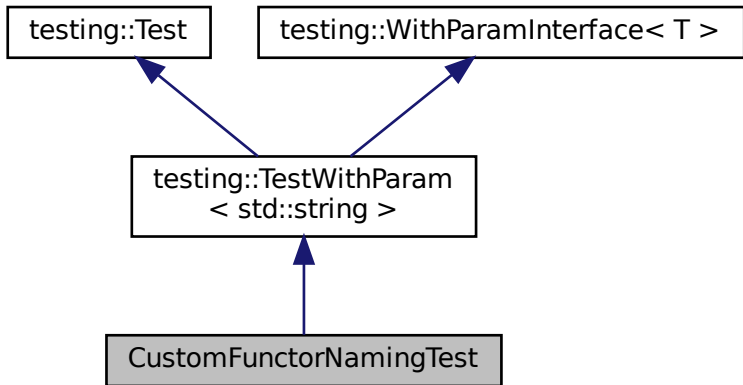 testing::Test
testing::WithParamInterface< T >
testing::TestWithParam
< std::string >
CustomFunctorNamingTest